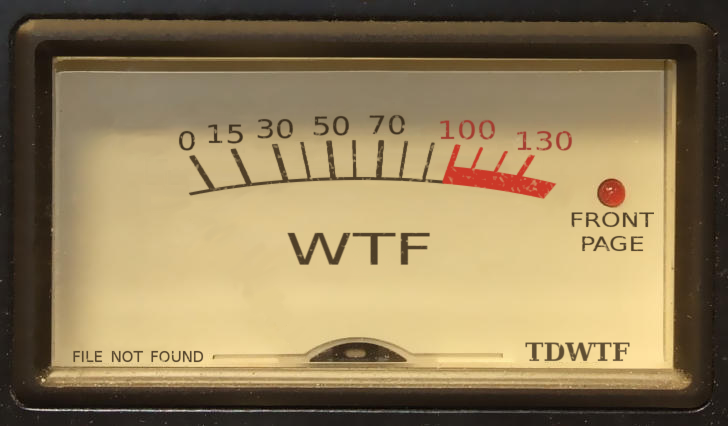 0 15 30 50 70 100 130
FRONT
PAGE
WTF
FILE NOT FOUND
TDWTF